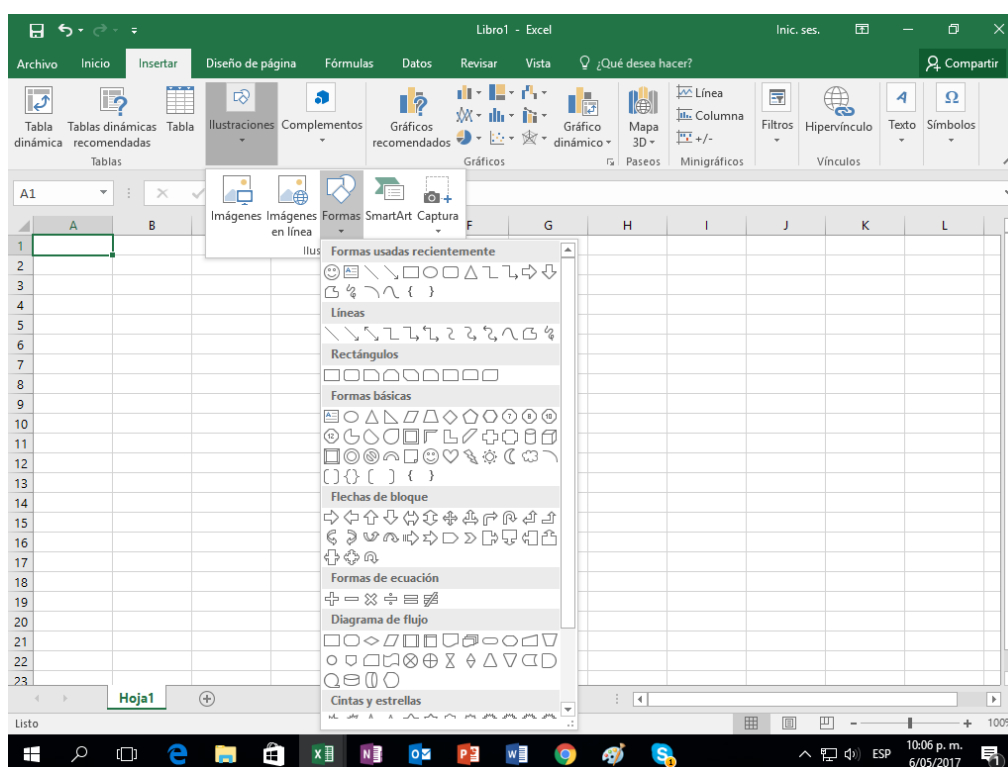 Libro1 - Excel
Inic. ses.
Archivo Inicio Insertar Diseño de página Fórmulas Datos Revisar Vista ¿Qué desea hacer? Compartir
Tabla dinámica
Tablas dinámicas recomendadas
Tabla
Ilustraciones
Complementos
Gráficos recomendados
Gráfico dinámico
Mapa 3D
Línea
Columna
+/-
Filtros
Hipervínculo
Texto
Símbolos
Tablas
Gráficos
Paseos
Minigráficos
Vínculos
A1
Imágenes
Imágenes en línea
Formas
SmartArt
Captura
Ilus
A B F G H I J K L
Formas usadas recientemente
Líneas
Rectángulos
Formas básicas
Flechas de bloque
Formas de ecuación
Diagrama de flujo
Cintas y estrellas
1
2
3
4
5
6
7
8
9
10
11
12
13
14
15
16
17
18
19
20
21
22
23
Hoja1
Listo
100%
ESP
10:06 p. m.
6/05/2017